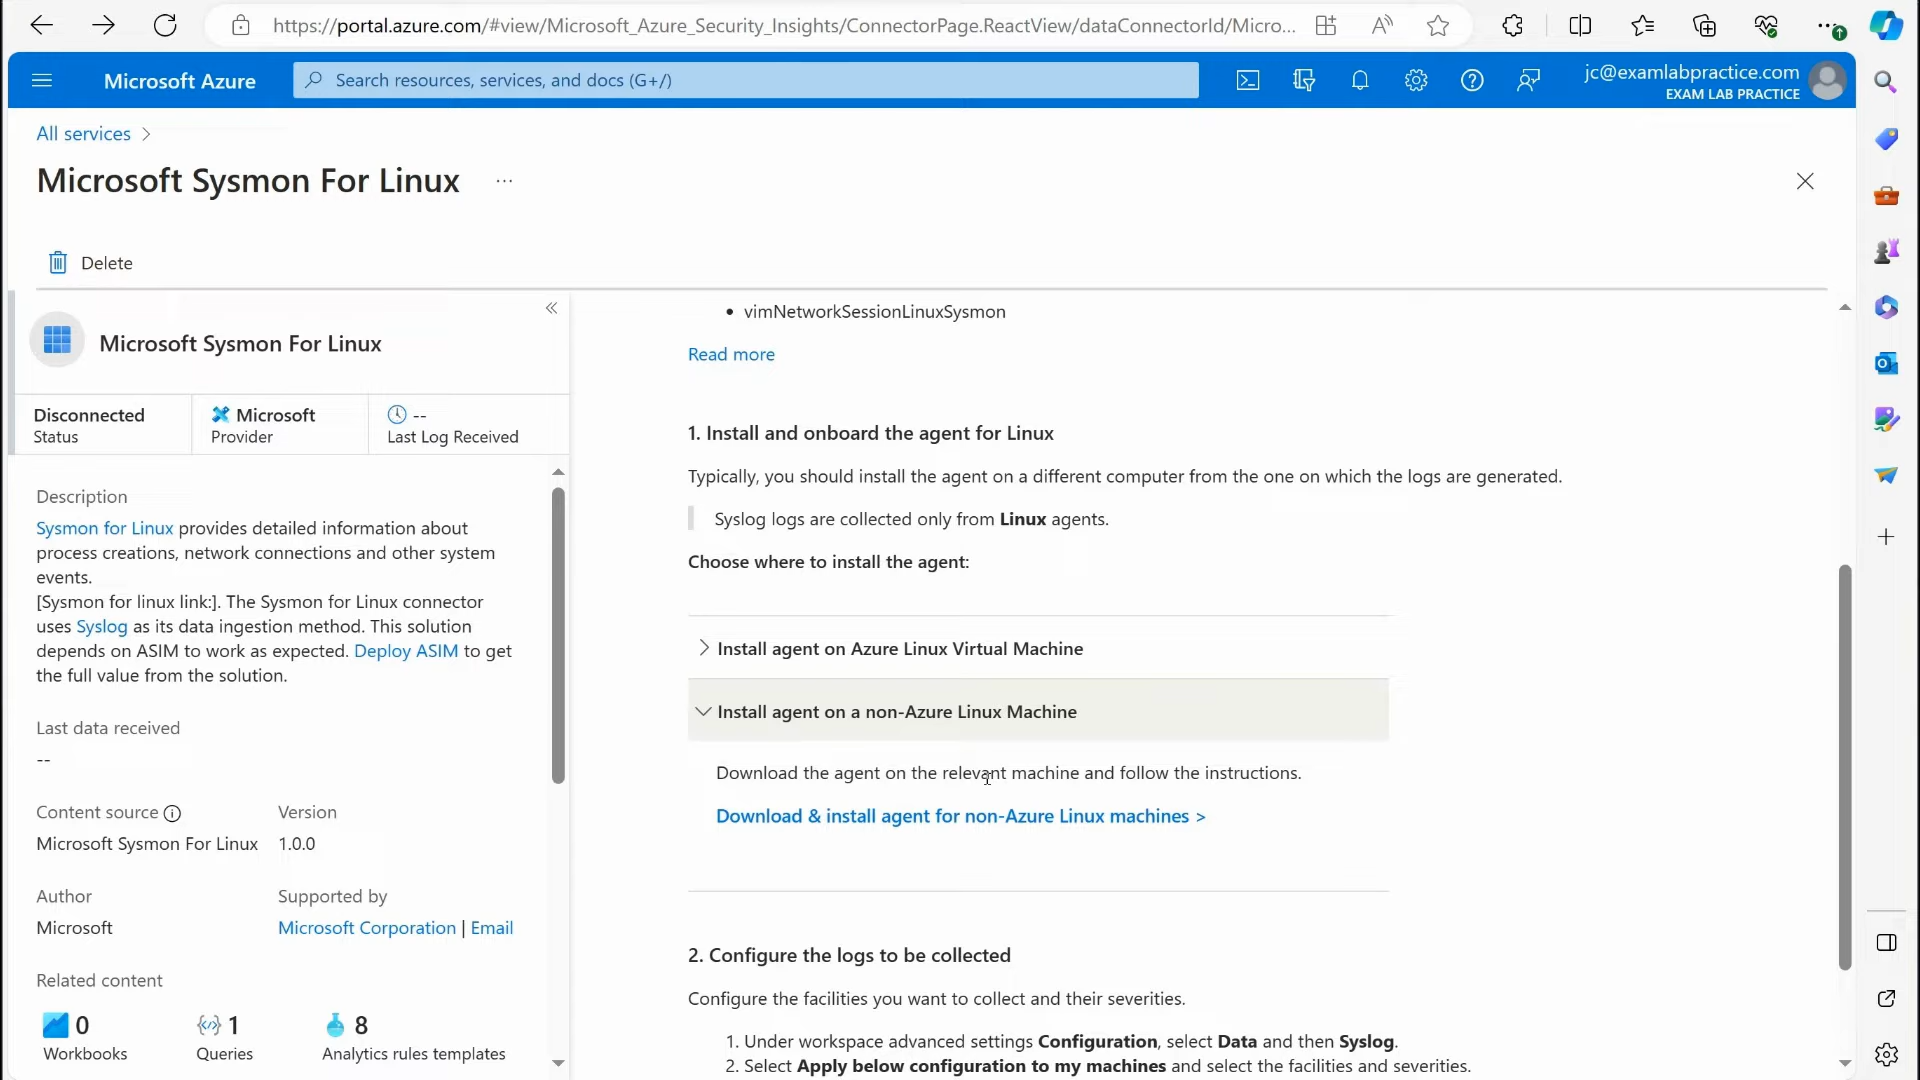 https://portal.azure.com/#view/Microsoft_Azure_Security_Insights/ConnectorPage.ReactView/dataConnectorId/Micro...
Microsoft Azure
Search resources, services, and docs (G+/)
jc@examlabpractice.com
EXAM LAB PRACTICE
All services >
Microsoft Sysmon For Linux ...
Delete
Microsoft Sysmon For Linux
Disconnected
Status
Microsoft
Provider
--
Last Log Received
Description
Sysmon for Linux provides detailed information about
process creations, network connections and other system
events.
[Sysmon for linux link:]. The Sysmon for Linux connector
uses Syslog as its data ingestion method. This solution
depends on ASIM to work as expected. Deploy ASIM to get
the full value from the solution.
Last data received
--
Content source
Microsoft Sysmon For Linux
Version
1.0.0
Author
Microsoft
Supported by
Microsoft Corporation | Email
Related content
0
Workbooks
1
Queries
8
Analytics rules templates
• vimNetworkSessionLinuxSysmon
Read more
1. Install and onboard the agent for Linux
Typically, you should install the agent on a different computer from the one on which the logs are generated.
Syslog logs are collected only from Linux agents.
Choose where to install the agent:
Install agent on Azure Linux Virtual Machine
Install agent on a non-Azure Linux Machine
Download the agent on the relevant machine and follow the instructions.
Download & install agent for non-Azure Linux machines >
2. Configure the logs to be collected
Configure the facilities you want to collect and their severities.
1. Under workspace advanced settings Configuration, select Data and then Syslog.
2. Select Apply below configuration to my machines and select the facilities and severities.